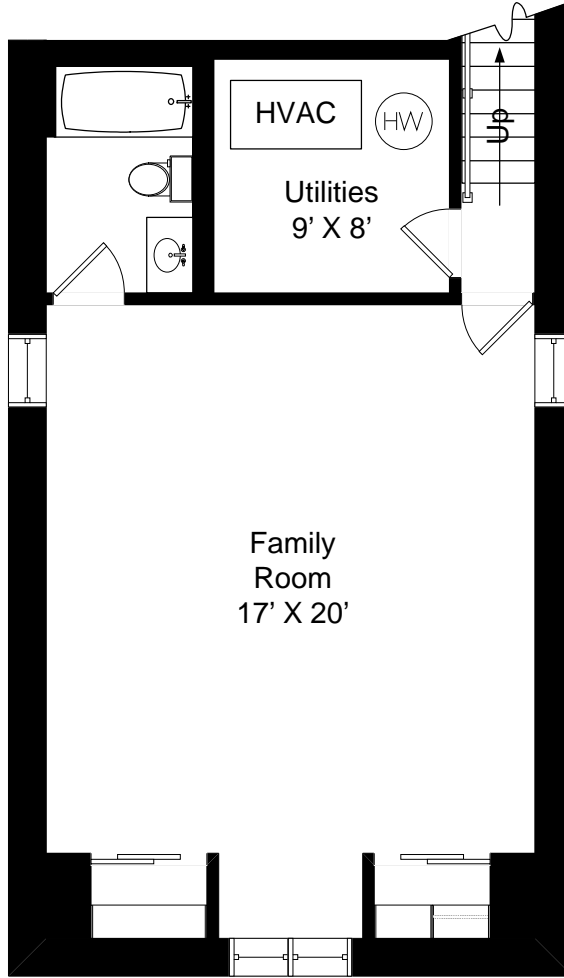 HVAC
HW
Up
Utilities
9’ X 8’
Family
Room
17’ X 20’